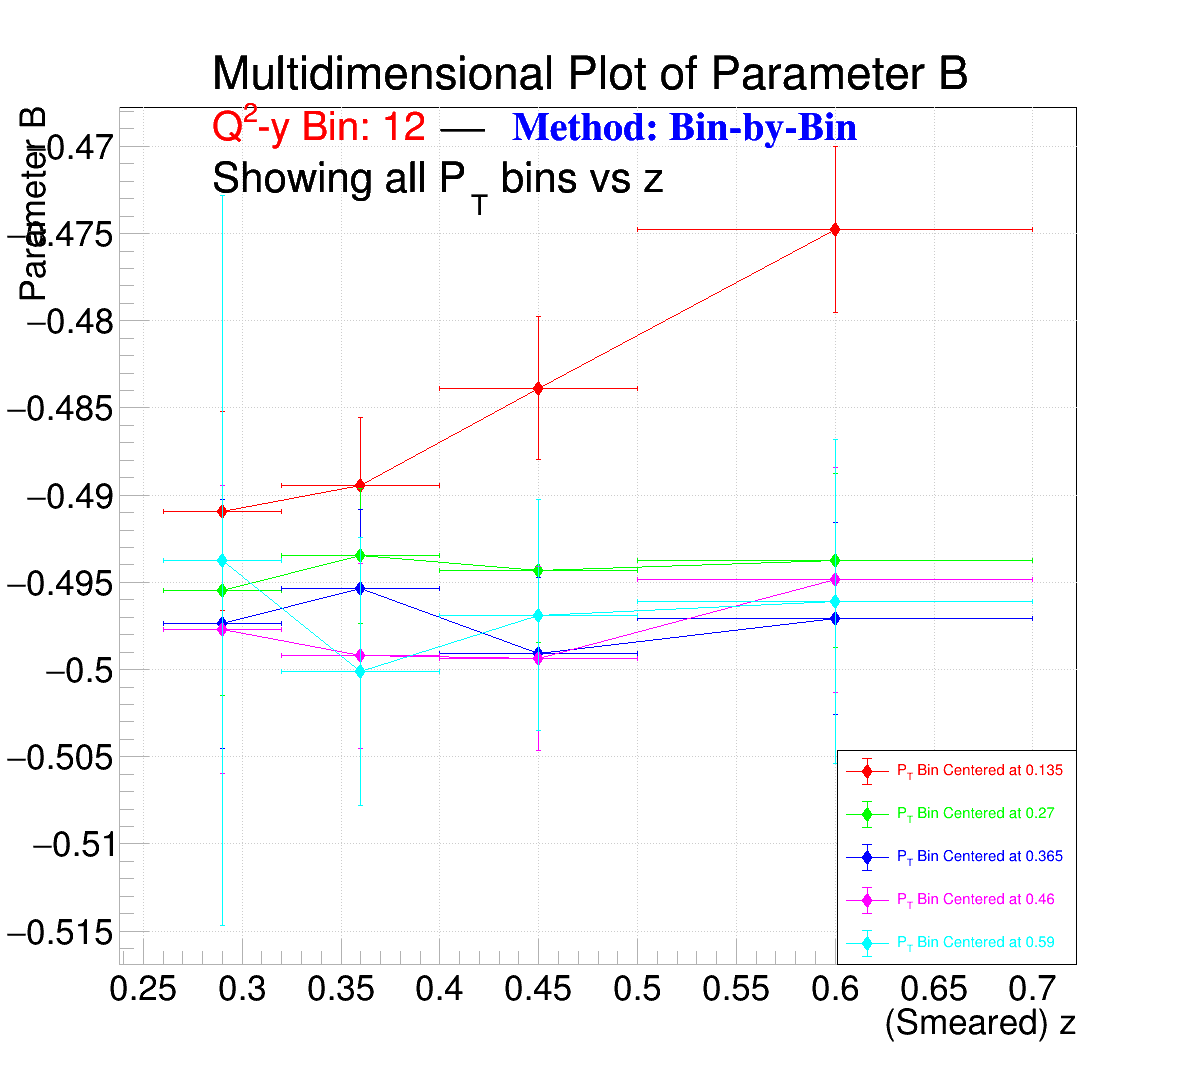 Multidimensional Plot of Parameter B
Q²-y Bin: 12 — Method: Bin-by-Bin
Showing all P_T bins vs z
Parameter B
−0.47
−0.475
−0.48
−0.485
−0.49
−0.495
−0.5
−0.505
−0.51
−0.515
P_T Bin Centered at 0.135
P_T Bin Centered at 0.27
P_T Bin Centered at 0.365
P_T Bin Centered at 0.46
P_T Bin Centered at 0.59
0.25 0.3 0.35 0.4 0.45 0.5 0.55 0.6 0.65 0.7
(Smeared) z